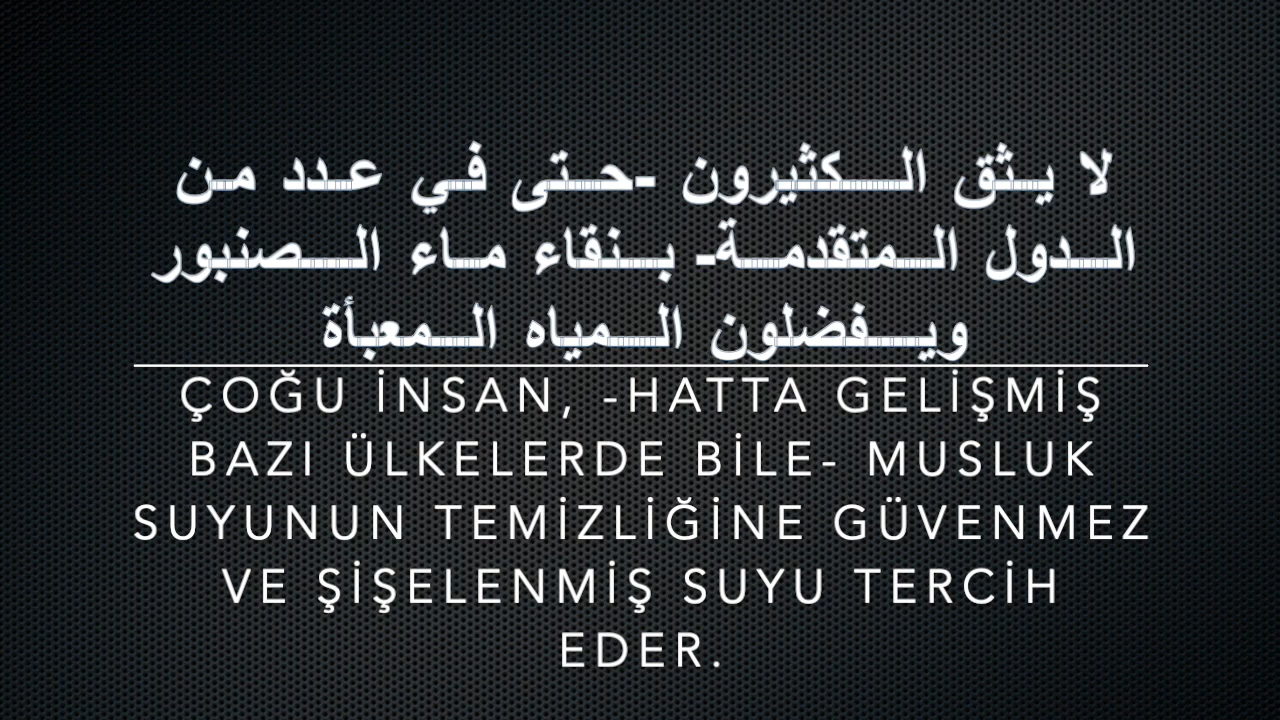 لا يثق الكثيرون -حتى في عدد من
الدول المتقدمة- بنقاء ماء الصنبور
ويفضلون المياه المعبأة
ÇOĞU İNSAN, -HATTA GELİŞMİŞ
BAZI ÜLKELERDE BİLE- MUSLUK
SUYUNUN TEMİZLİĞİNE GÜVENMEZ
VE ŞİŞELENMİŞ SUYU TERCİH
EDER.